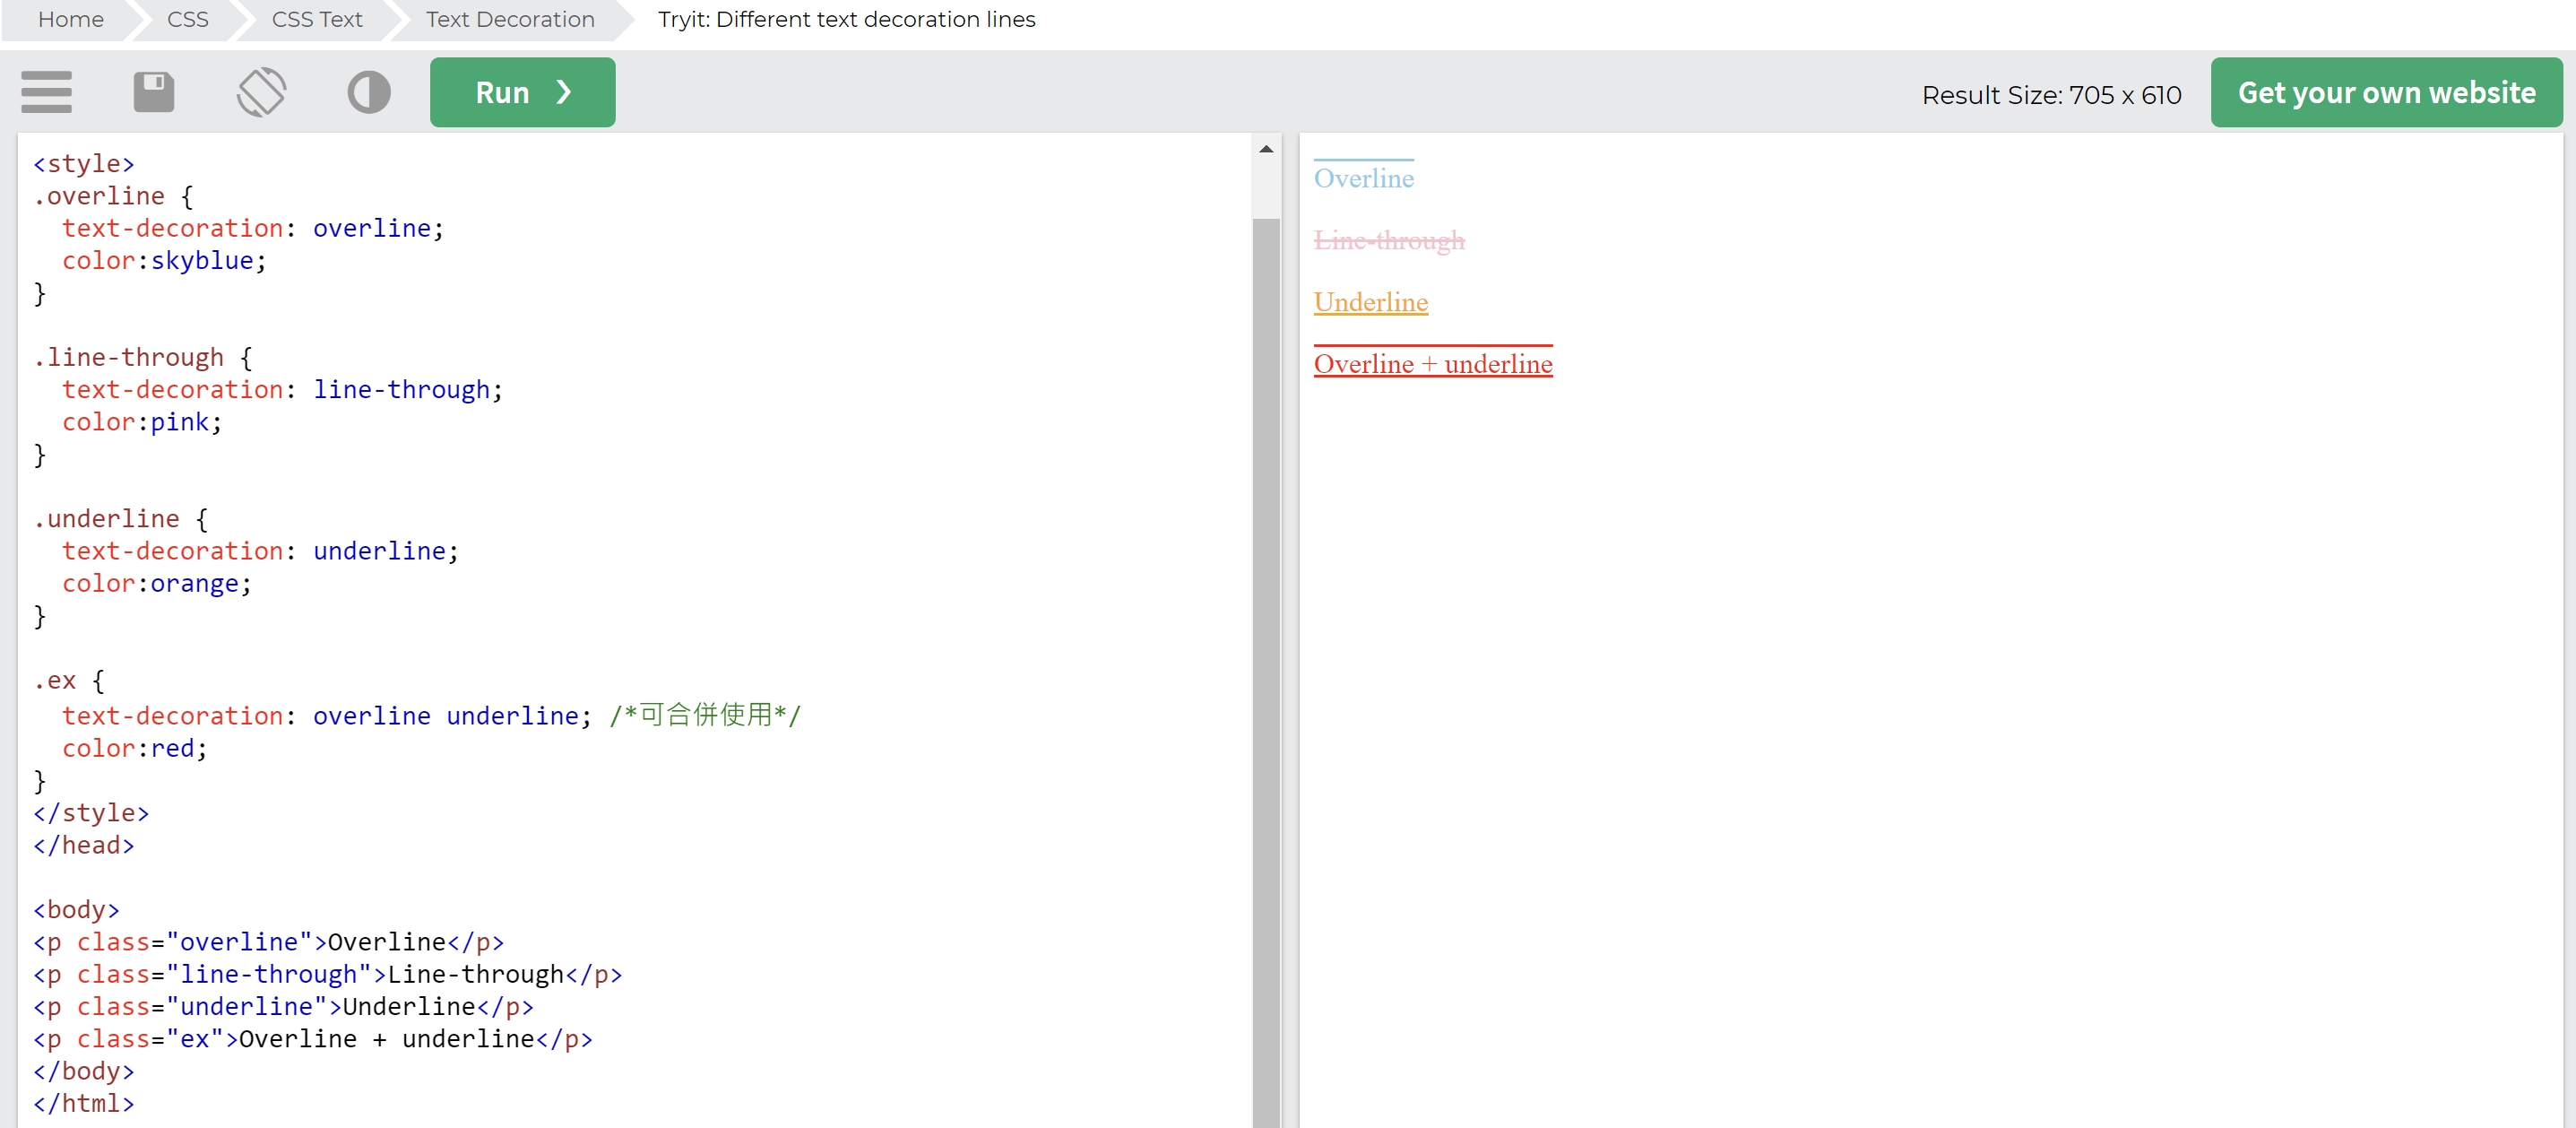 Home CSS CSS Text Text Decoration Tryit: Different text decoration lines
Run ❯ Result Size: 705 x 610 Get your own website
<style>
.overline {
  text-decoration: overline;
  color:skyblue;
}

.line-through {
  text-decoration: line-through;
  color:pink;
}

.underline {
  text-decoration: underline;
  color:orange;
}

.ex {
  text-decoration: overline underline; /*可合併使用*/
  color:red;
}
</style>
</head>

<body>
<p class="overline">Overline</p>
<p class="line-through">Line-through</p>
<p class="underline">Underline</p>
<p class="ex">Overline + underline</p>
</body>
</html>
Overline
Line-through
Underline
Overline + underline